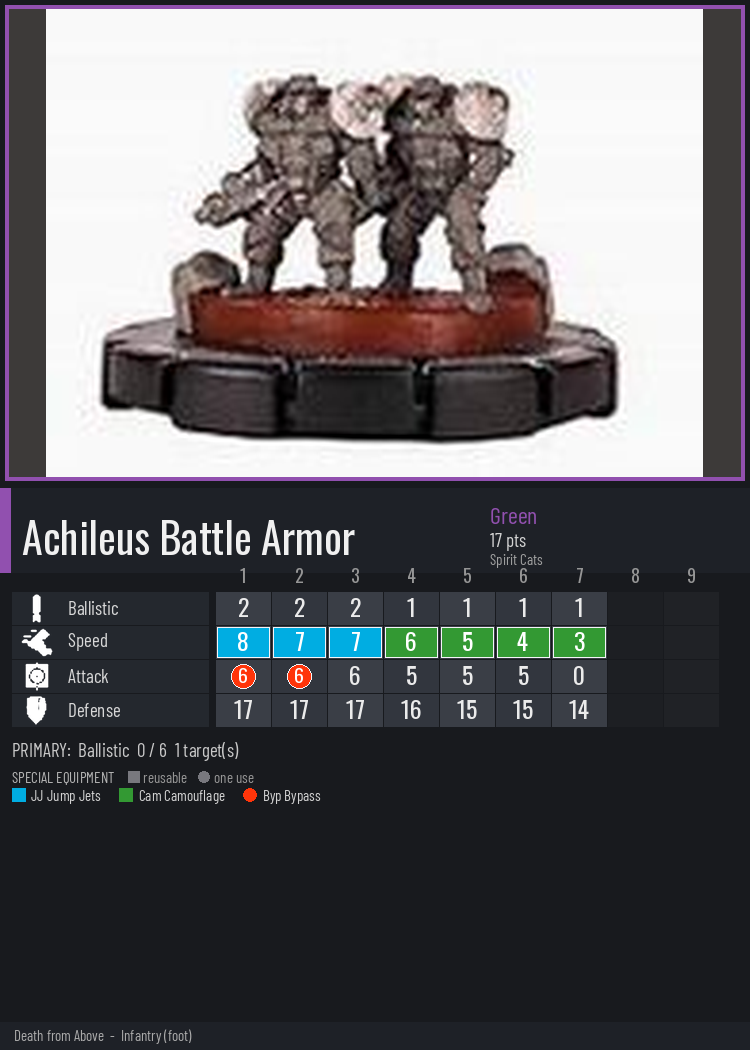 Achileus Battle Armor
Green
17 pts
Spirit Cats
1 2 3 4 5 6 7 8 9
Ballistic 2 2 2 1 1 1 1
Speed 8 7 7 6 5 4 3
Attack 6 6 6 5 5 5 0
Defense 17 17 17 16 15 15 14
PRIMARY: Ballistic 0 / 6 1 target(s)
SPECIAL EQUIPMENT reusable one use
JJ Jump Jets Cam Camouflage Byp Bypass
Death from Above - Infantry (foot)